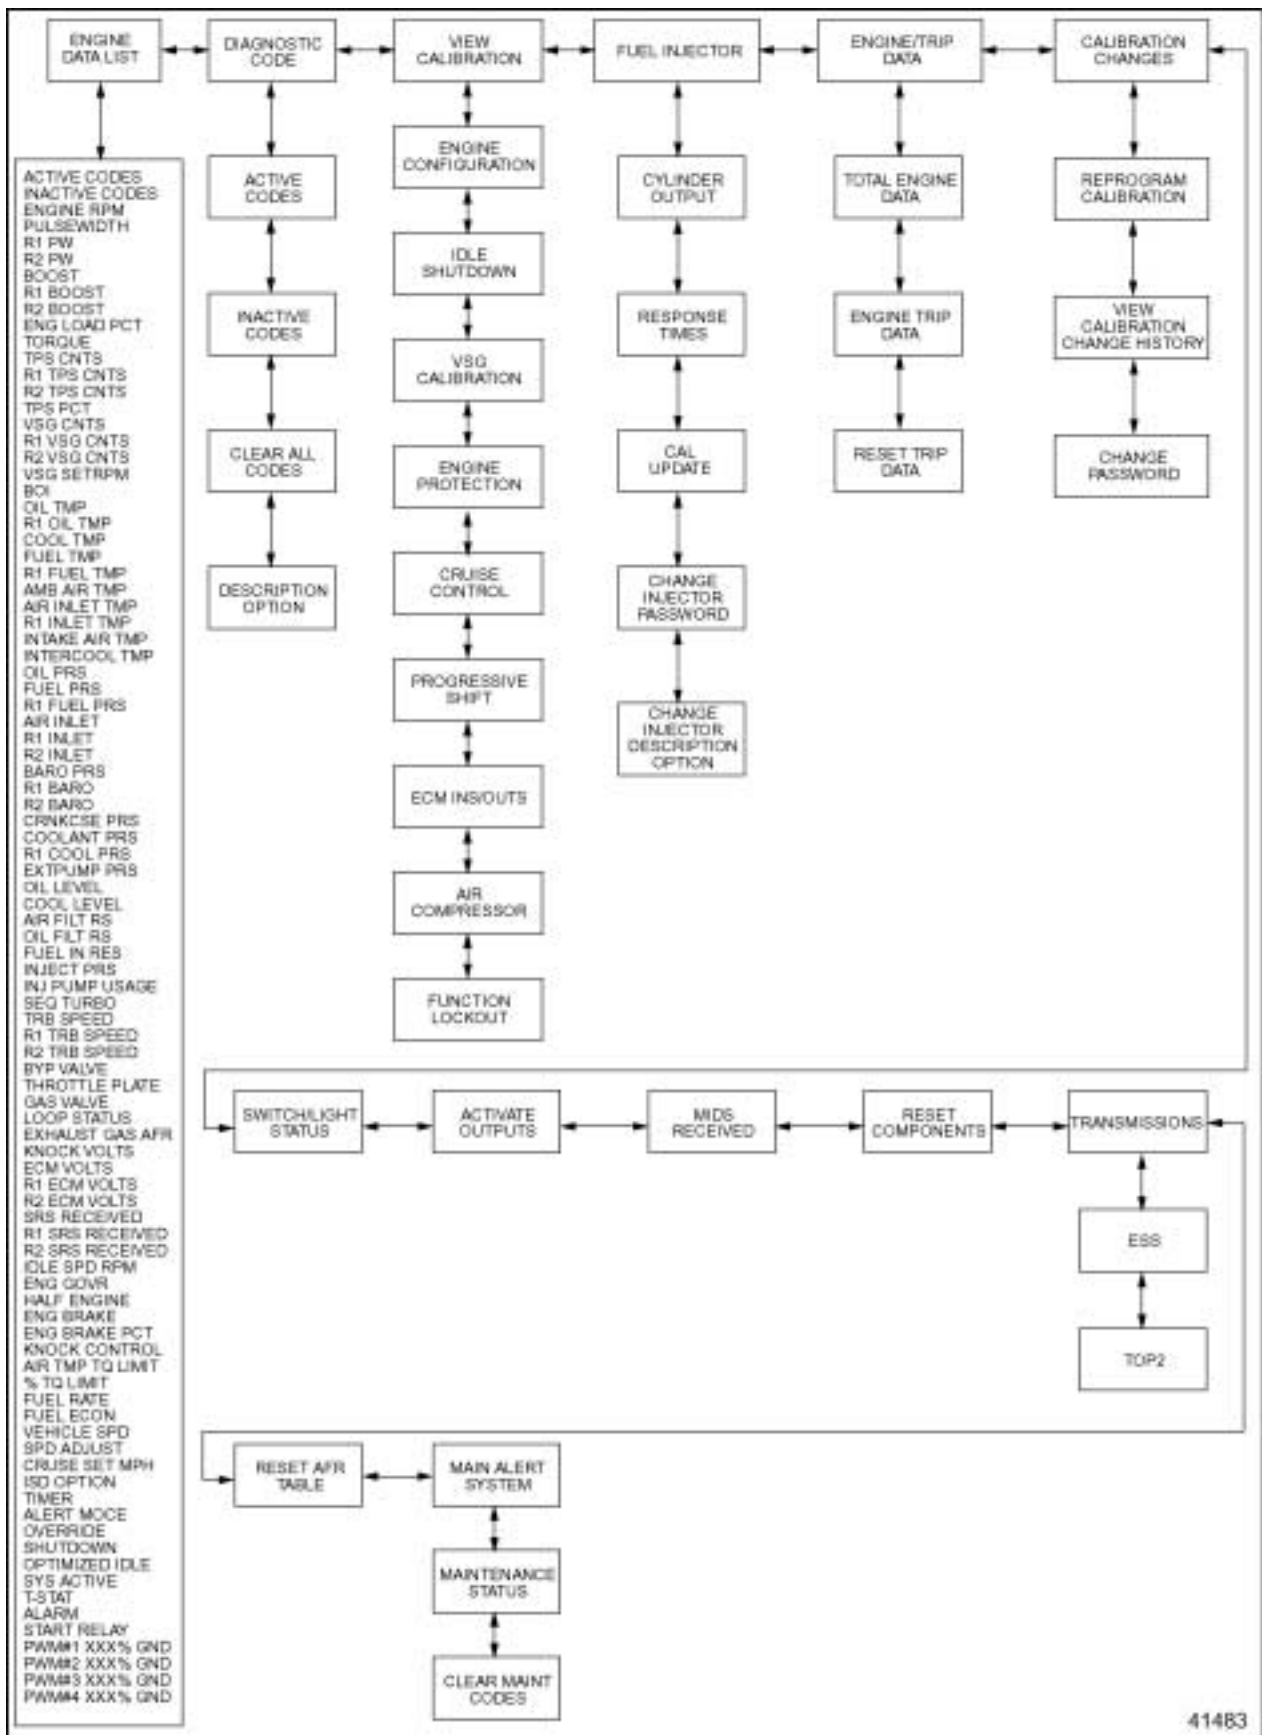 ENGINE
DATA LIST
DIAGNOSTIC
CODE
VIEW
CALIBRATION
FUEL INJECTOR
ENGINE/TRIP
DATA
CALIBRATION
CHANGES
ACTIVE CODES
INACTIVE CODES
ENGINE RPM
PULSEWIDTH
R1 PW
R2 PW
BOOST
R1 BOOST
R2 BOOST
ENG LOAD PCT
TORQUE
TPS CNTS
R1 TPS CNTS
R2 TPS CNTS
TPS PCT
VSG CNTS
R1 VSG CNTS
R2 VSG CNTS
VSG SETRPM
BOI
OIL TMP
R1 OIL TMP
COOL TMP
FUEL TMP
R1 FUEL TMP
AMB AIR TMP
AIR INLET TMP
R1 INLET TMP
INTAKE AIR TMP
INTERCOOL TMP
OIL PRS
FUEL PRS
R1 FUEL PRS
AIR INLET
R1 INLET
R2 INLET
BARO PRS
R1 BARO
R2 BARO
CRNKCSE PRS
COOLANT PRS
R1 COOL PRS
EXTPUMP PRS
OIL LEVEL
COOL LEVEL
AIR FILT RS
OIL FILT RS
FUEL IN RES
INJECT PRS
INJ PUMP USAGE
SEQ TURBO
TRB SPEED
R1 TRB SPEED
R2 TRB SPEED
BYP VALVE
THROTTLE PLATE
GAS VALVE
LOOP STATUS
EXHAUST GAS AFR
KNOCK VOLTS
ECM VOLTS
R1 ECM VOLTS
R2 ECM VOLTS
SRS RECEIVED
R1 SRS RECEIVED
R2 SRS RECEIVED
IDLE SPD RPM
ENG GOVR
HALF ENGINE
ENG BRAKE
ENG BRAKE PCT
KNOCK CONTROL
AIR TMP TQ LIMIT
% TQ LIMIT
FUEL RATE
FUEL ECON
VEHICLE SPD
SPD ADJUST
CRUSE SET MPH
ISD OPTION
TIMER
ALERT MOCE
OVERRIDE
SHUTDOWN
OPTIMIZED IDLE
SYS ACTIVE
T-STAT
ALARM
START RELAY
PWM#1 XXX% GND
PWM#2 XXX% GND
PWM#3 XXX% GND
PWM#4 XXX% GND
ACTIVE
CODES
INACTIVE
CODES
CLEAR ALL
CODES
DESCRIPTION
OPTION
ENGINE
CONFIGURATION
IDLE
SHUTDOWN
VSG
CALIBRATION
ENGINE
PROTECTION
CRUISE
CONTROL
PROGRESSIVE
SHIFT
ECM INS/OUTS
AIR
COMPRESSOR
FUNCTION
LOCKOUT
CYLINDER
OUTPUT
RESPONSE
TIMES
CAL
UPDATE
CHANGE
INJECTOR
PASSWORD
CHANGE
INJECTOR
DESCRIPTION
OPTION
TOTAL ENGINE
DATA
ENGINE TRIP
DATA
RESET TRIP
DATA
REPROGRAM
CALIBRATION
VIEW
CALIBRATION
CHANGE HISTORY
CHANGE
PASSWORD
SWITCH/LIGHT
STATUS
ACTIVATE
OUTPUTS
MIDS
RECEIVED
RESET
COMPONENTS
TRANSMISSIONS
ESS
TOP2
RESET AFR
TABLE
MAIN ALERT
SYSTEM
MAINTENANCE
STATUS
CLEAR MAINT
CODES
41483